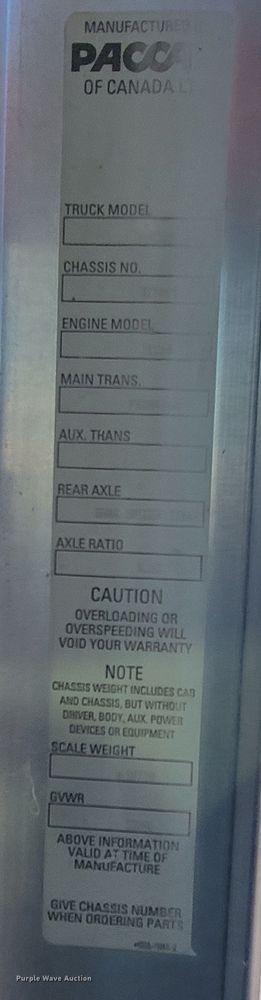 MANUFACTURED
PACCA
OF CANADA L
TRUCK MODEL
CHASSIS NO.
ENGINE MODEL
MAIN TRANS.
AUX. TRANS
REAR AXLE
AXLE RATIO
CAUTION
OVERLOADING OR
OVERSPEEDING WILL
VOID YOUR WARRANTY
NOTE
CHASSIS WEIGHT INCLUDES CAB
AND CHASSIS, BUT WITHOUT
DRIVER, BODY, AUX. POWER
DEVICES OR EQUIPMENT
SCALE WEIGHT
GVWR
ABOVE INFORMATION
VALID AT TIME OF
MANUFACTURE
GIVE CHASSIS NUMBER
WHEN ORDERING PARTS
Purple Wave Auction